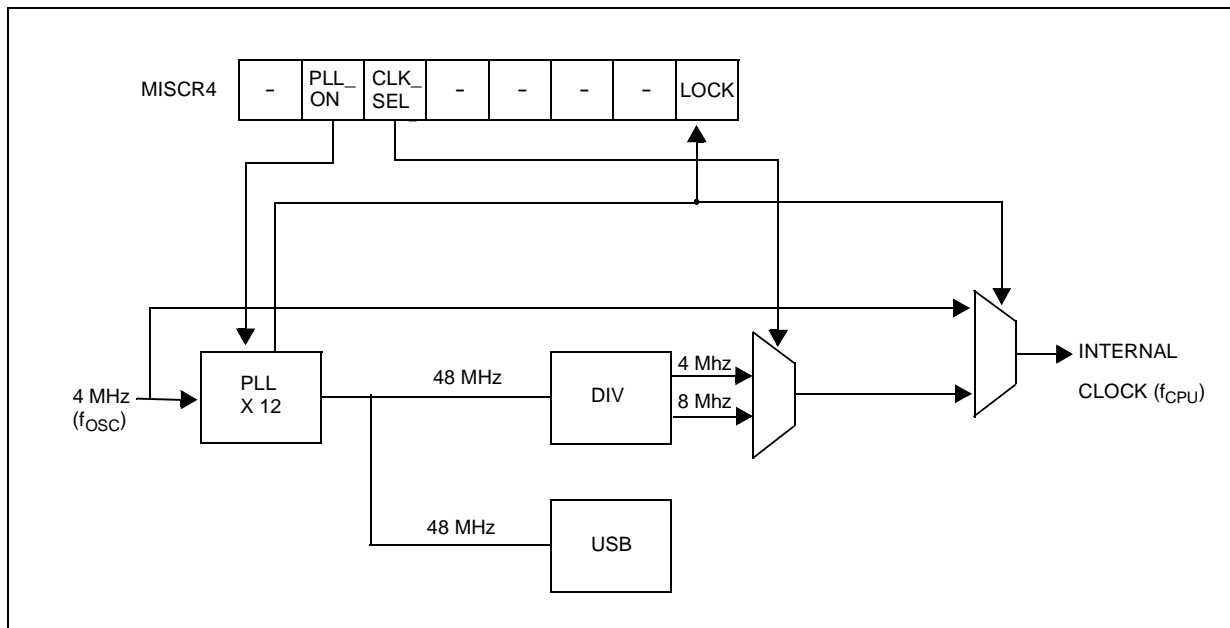 MISCR4
-
PLL_
ON
CLK_
SEL
-
-
-
-
LOCK
4 MHz
(fOSC)
PLL
X 12
48 MHz
DIV
4 Mhz
8 Mhz
INTERNAL
CLOCK (fCPU)
48 MHz
USB